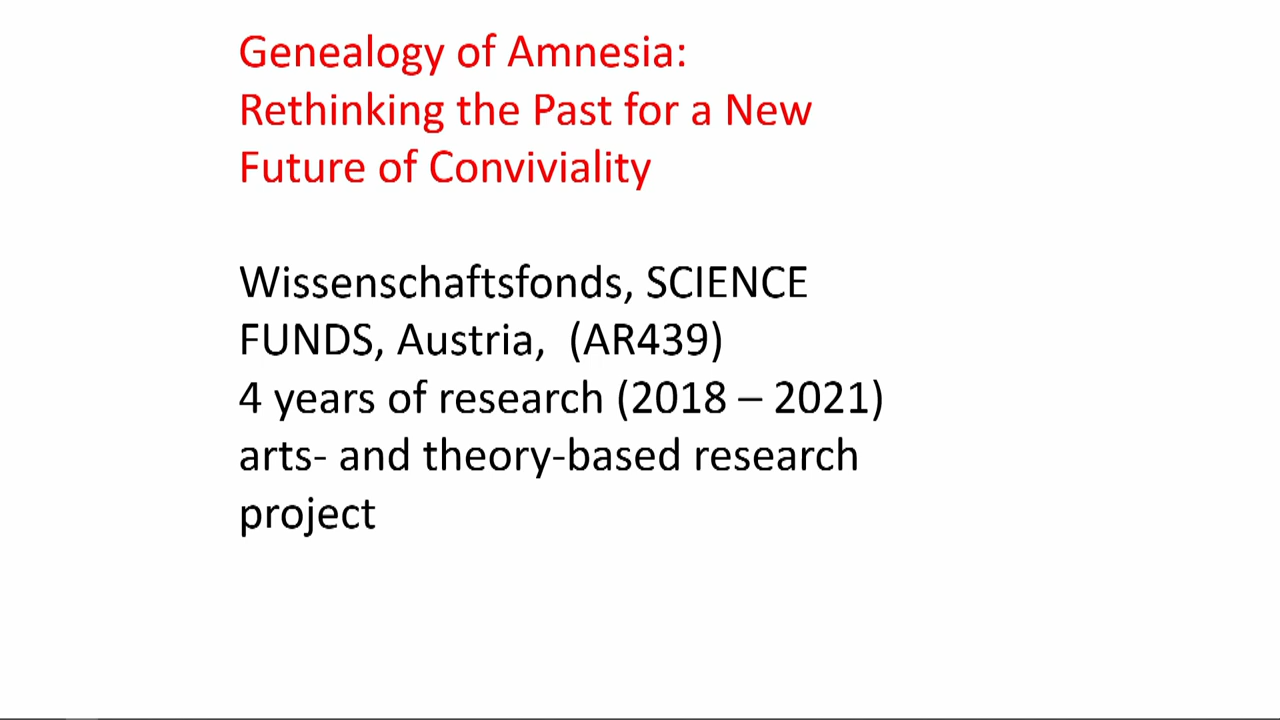 Genealogy of Amnesia:
Rethinking the Past for a New
Future of Conviviality
Wissenschaftsfonds, SCIENCE
FUNDS, Austria,  (AR439)
4 years of research (2018 – 2021)
arts- and theory-based research
project